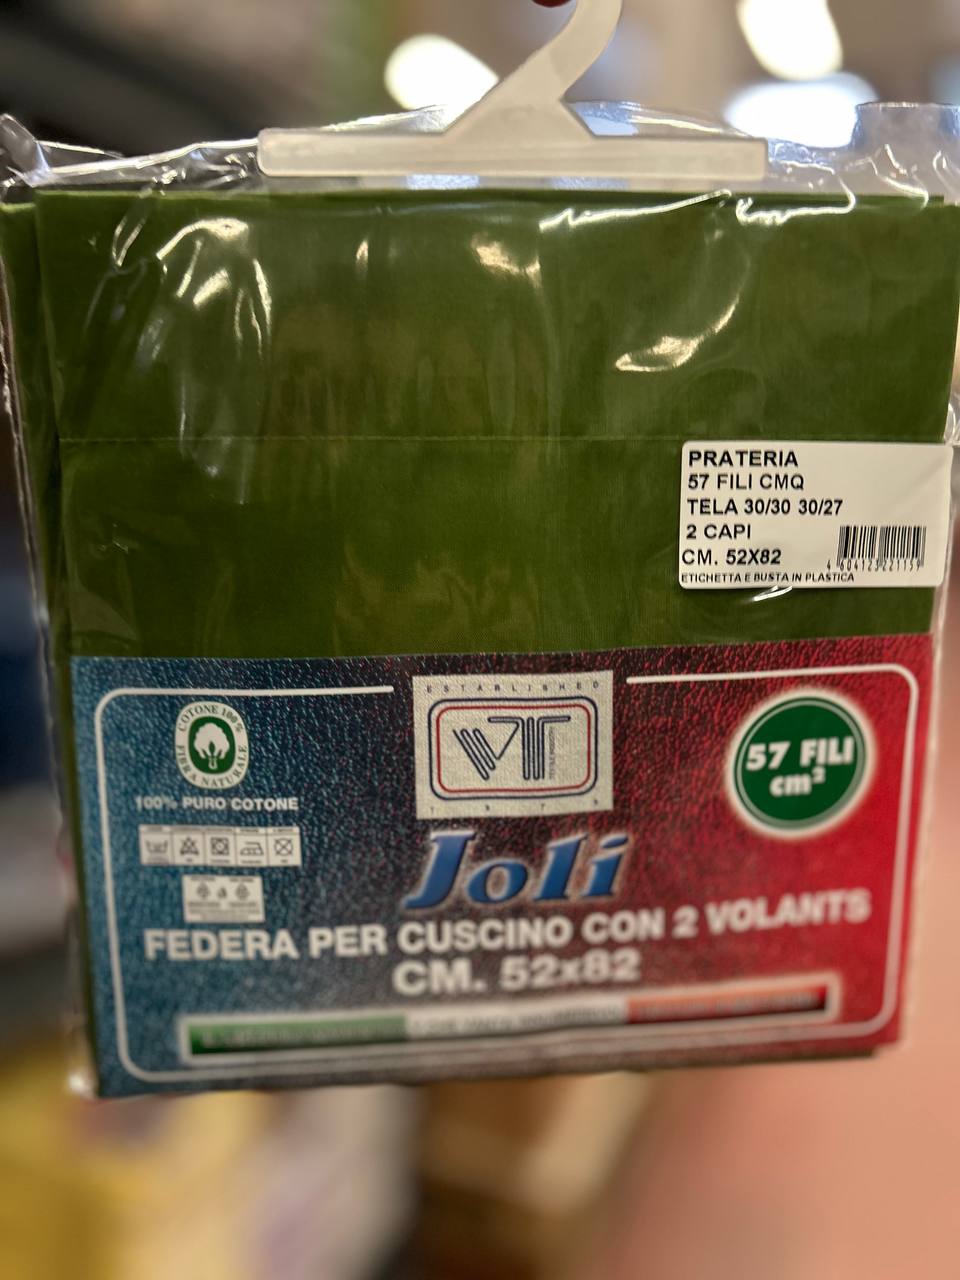 PRATERIA
57 FILI CMQ
TELA 30/30 30/27
2 CAPI
CM. 52X82
ETICHETTA E BUSTA IN PLASTICA
ESTABLISHED
COTONE 100%
FIBRA NATURALE
100% PURO COTONE
57 FILI
cm²
Joli
FEDERA PER CUSCINO CON 2 VOLANTS
CM. 52x82